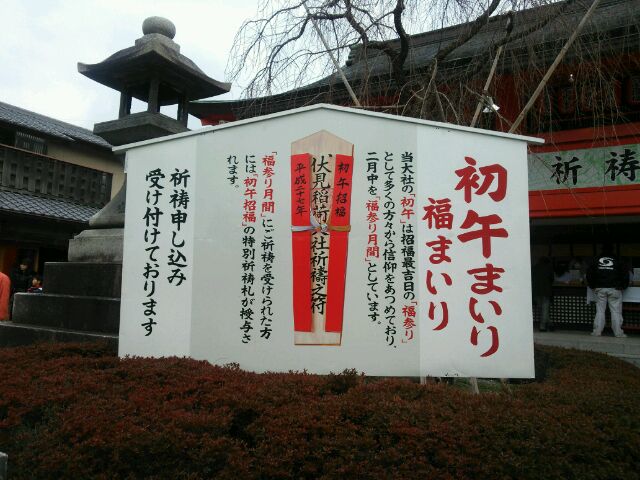 初午まいり
福まいり
当大社の「初午」は招福最吉日の「福参り」
として多くの方々から信仰をあつめており、
二月中を「福参り月間」としています。
初午招福
伏見稲荷大社祈祷之符
平成二十七年
「福参り月間」にご祈祷を受けられた方
には、「初午招福」の特別祈祷札が授与さ
れます。
祈祷申し込み
受け付けております
祈祷